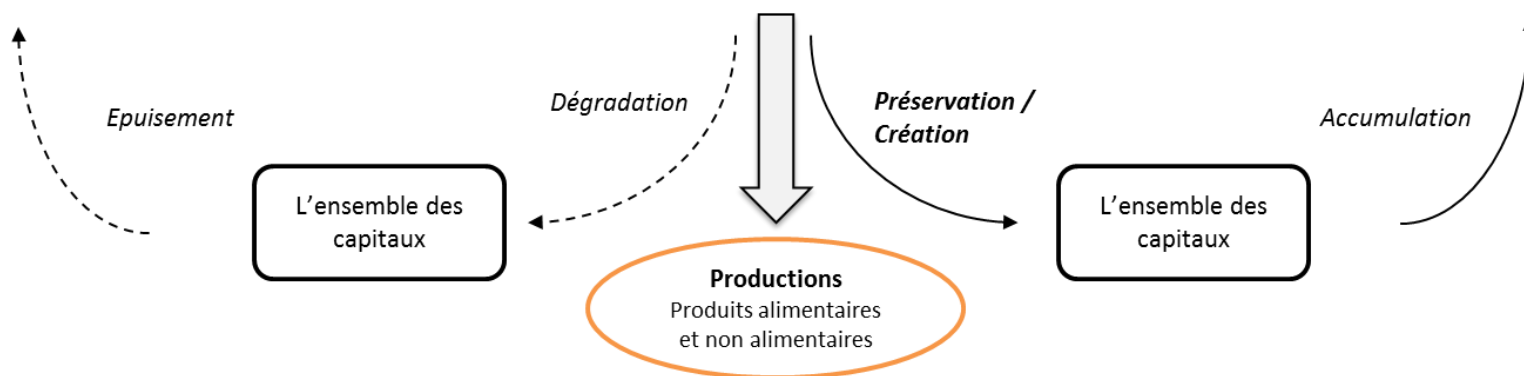 Epuisement
Dégradation
Préservation /
Création
Accumulation
L’ensemble des
capitaux
Productions
Produits alimentaires
et non alimentaires
L’ensemble des
capitaux